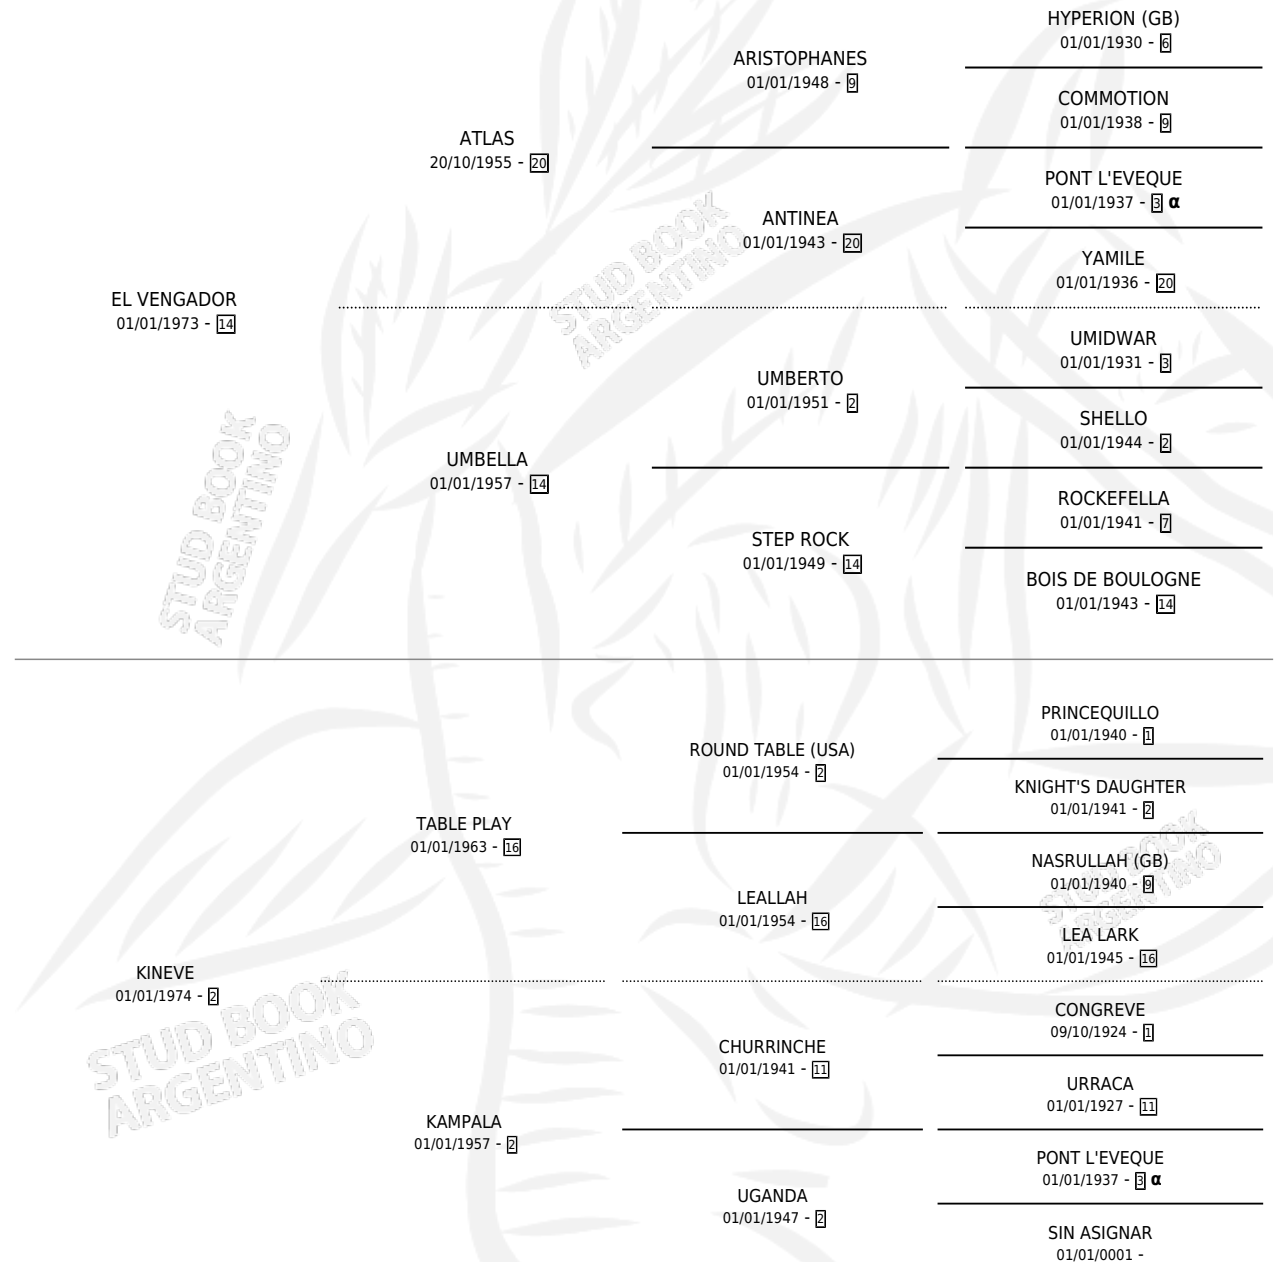 HYPERION (GB)
01/01/1930 - 6
ARISTOPHANES
01/01/1948 - 9
COMMOTION
01/01/1938 - 9
ATLAS
20/10/1955 - 20
PONT L'EVEQUE
01/01/1937 - 3 α
ANTINEA
01/01/1943 - 20
YAMILE
01/01/1936 - 20
EL VENGADOR
01/01/1973 - 14
UMIDWAR
01/01/1931 - 3
UMBERTO
01/01/1951 - 2
SHELLO
01/01/1944 - 2
UMBELLA
01/01/1957 - 14
ROCKEFELLA
01/01/1941 - 7
STEP ROCK
01/01/1949 - 14
BOIS DE BOULOGNE
01/01/1943 - 14
PRINCEQUILLO
01/01/1940 - 1
ROUND TABLE (USA)
01/01/1954 - 2
KNIGHT'S DAUGHTER
01/01/1941 - 2
TABLE PLAY
01/01/1963 - 16
NASRULLAH (GB)
01/01/1940 - 9
LEALLAH
01/01/1954 - 16
LEA LARK
01/01/1945 - 16
KINEVE
01/01/1974 - 2
CONGREVE
09/10/1924 - 1
CHURRINCHE
01/01/1941 - 11
URRACA
01/01/1927 - 11
KAMPALA
01/01/1957 - 2
PONT L'EVEQUE
01/01/1937 - 3 α
UGANDA
01/01/1947 - 2
SIN ASIGNAR
01/01/0001 -
STUD BOOK
ARGENTINO
STUD BOOK
ARGENTINO
STUD BOOK
ARGENTINO
STUD BOOK
ARGENTINO